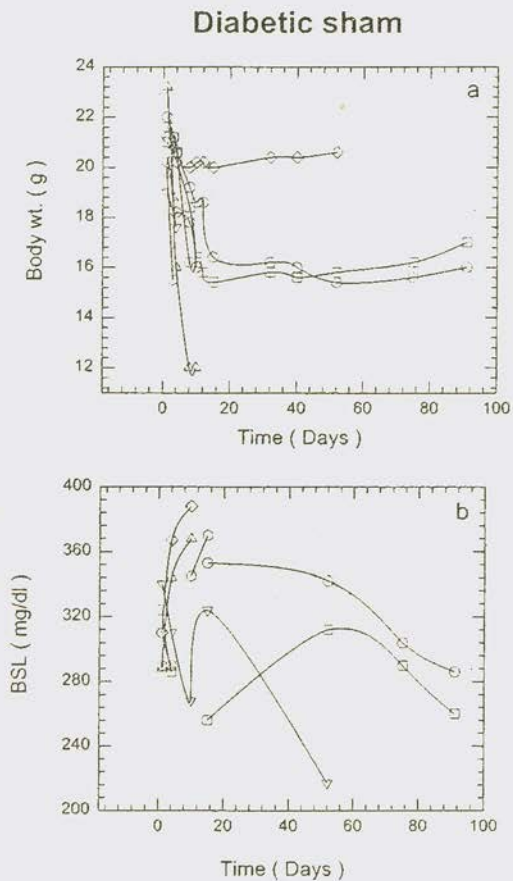 Diabetic sham
a
24
22
20
18
16
14
12
Body wt. ( g )
0 20 40 60 80 100
Time ( Days )
b
400
360
320
280
240
200
BSL ( mg/dl )
0 20 40 60 80 100
Time ( Days )